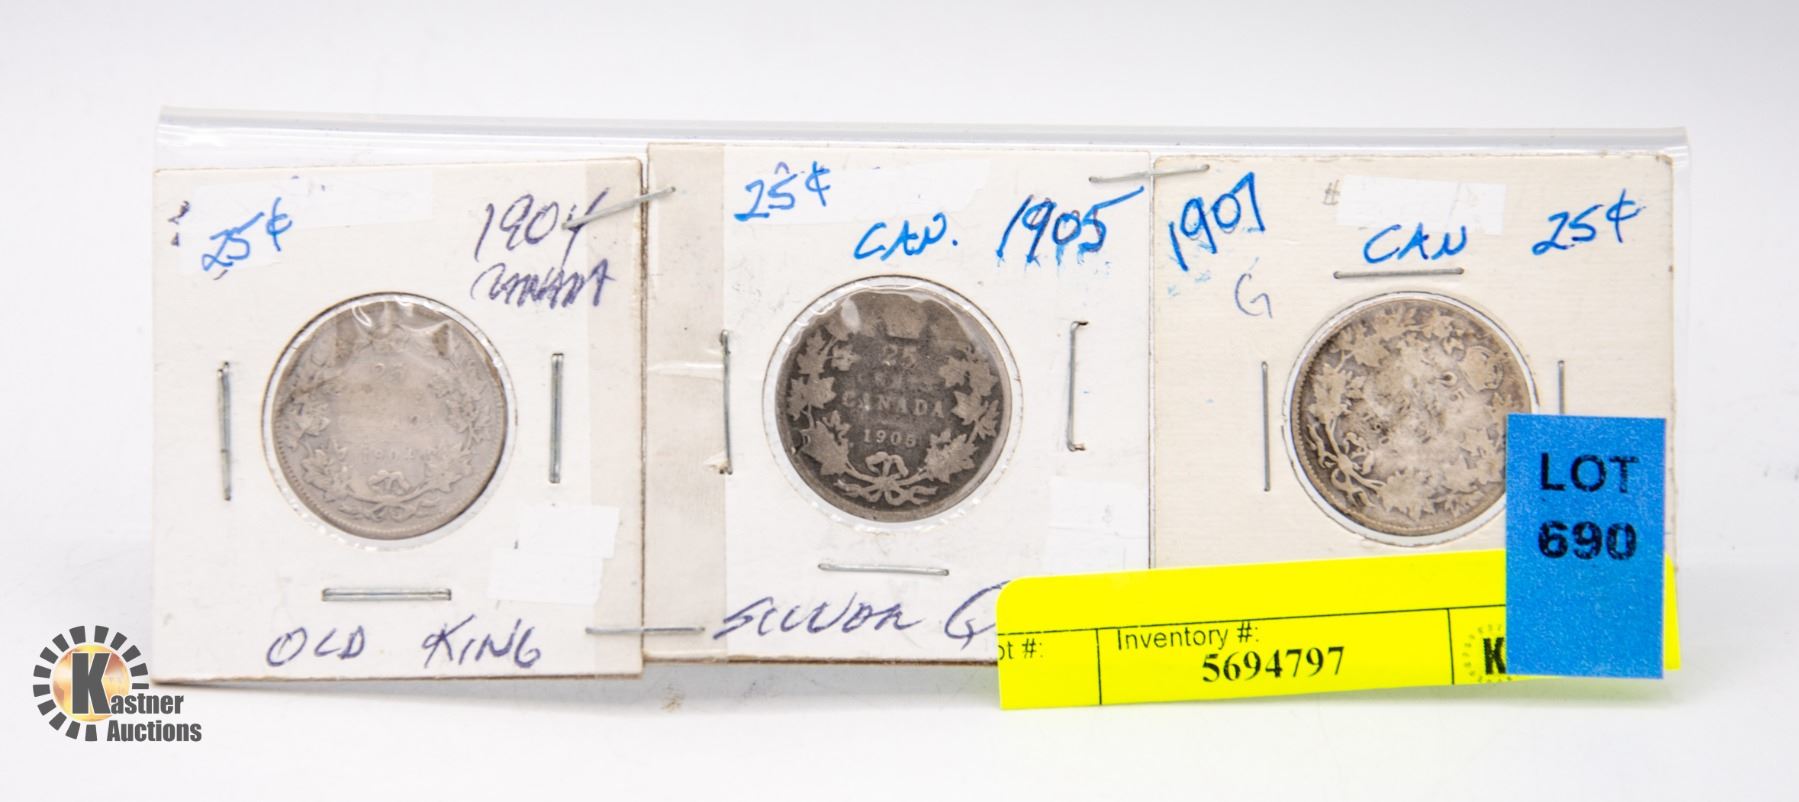 25¢
1904
CANADA
OLD KING
25¢
CAN. 1905
25
CANADA
1905
SILVER
1907
CAN 25¢
G
LOT
690
ot #:
Inventory #:
5694797
K
Kastner
Auctions